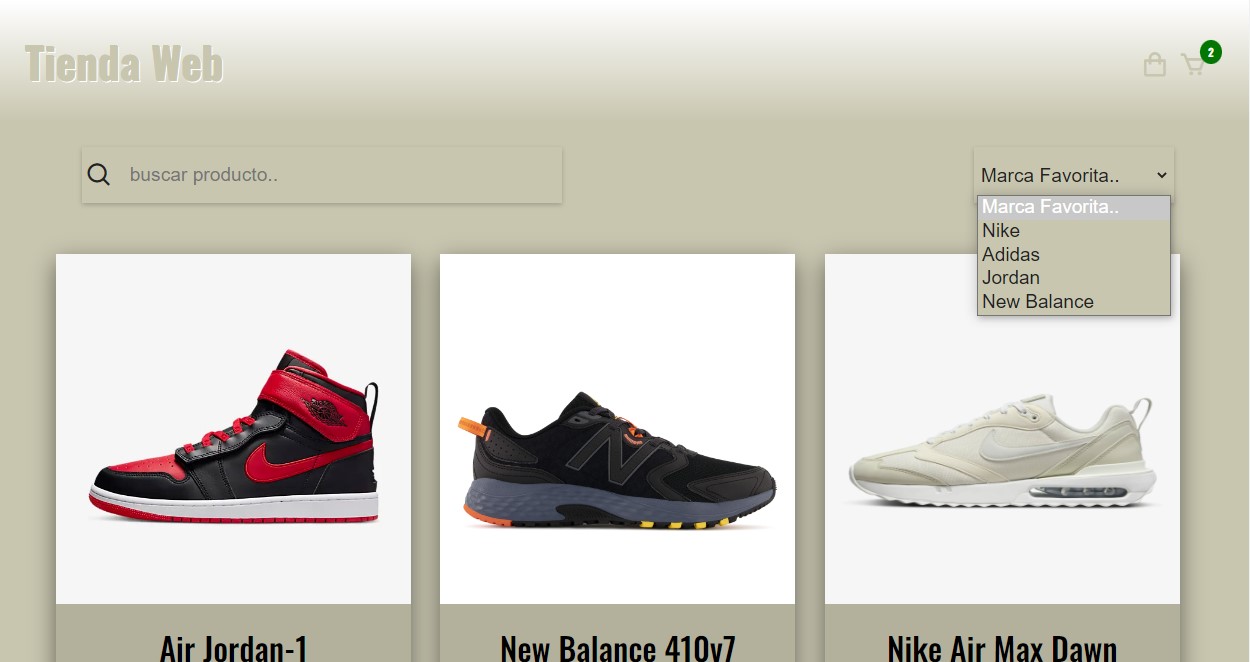 Tienda Web
2
buscar producto..
Marca Favorita..
Marca Favorita..
Nike
Adidas
Jordan
New Balance
Air Jordan-1
New Balance 410v7
Nike Air Max Dawn